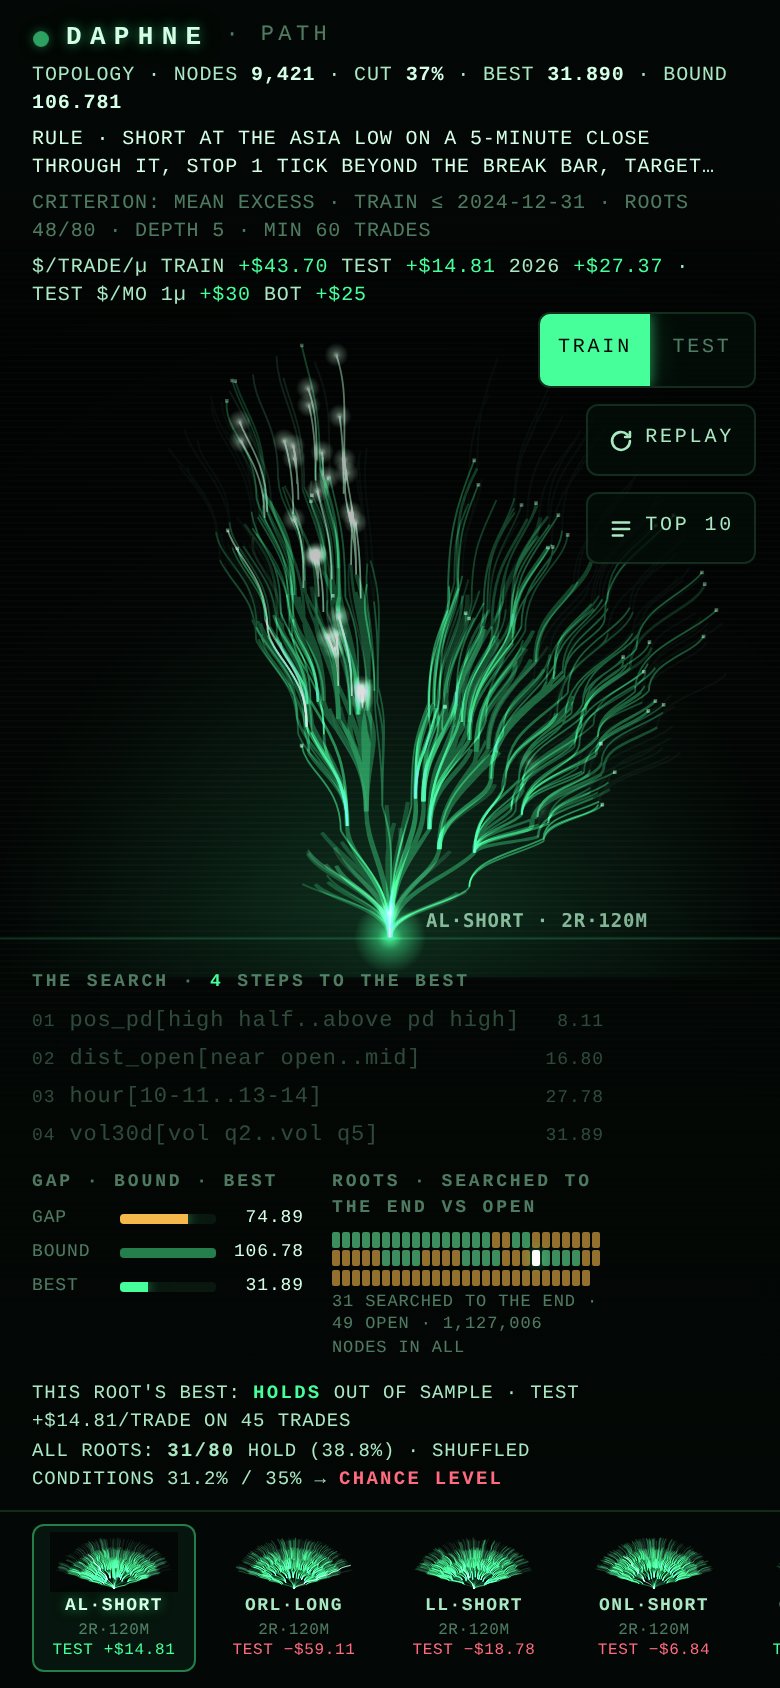 DAPHNE · PATH
TOPOLOGY · NODES 9,421 · CUT 37% · BEST 31.890 · BOUND
106.781
RULE · SHORT AT THE ASIA LOW ON A 5-MINUTE CLOSE
THROUGH IT, STOP 1 TICK BEYOND THE BREAK BAR, TARGET…
CRITERION: MEAN EXCESS · TRAIN ≤ 2024-12-31 · ROOTS
48/80 · DEPTH 5 · MIN 60 TRADES
$/TRADE/µ TRAIN +$43.70 TEST +$14.81 2026 +$27.37 ·
TEST $/MO 1µ +$30 BOT +$25
TRAIN TEST
REPLAY
TOP 10
AL·SHORT · 2R·120M
THE SEARCH · 4 STEPS TO THE BEST
01 pos_pd[high half..above pd high] 8.11
02 dist_open[near open..mid] 16.80
03 hour[10-11..13-14] 27.78
04 vol30d[vol q2..vol q5] 31.89
GAP · BOUND · BEST
GAP 74.89
BOUND 106.78
BEST 31.89
ROOTS · SEARCHED TO
THE END VS OPEN
31 SEARCHED TO THE END ·
49 OPEN · 1,127,006
NODES IN ALL
THIS ROOT'S BEST: HOLDS OUT OF SAMPLE · TEST
+$14.81/TRADE ON 45 TRADES
ALL ROOTS: 31/80 HOLD (38.8%) · SHUFFLED
CONDITIONS 31.2% / 35% → CHANCE LEVEL
AL·SHORT ORL·LONG LL·SHORT ONL·SHORT
2R·120M 2R·120M 2R·120M 2R·120M
TEST +$14.81 TEST −$59.11 TEST −$18.78 TEST −$6.84